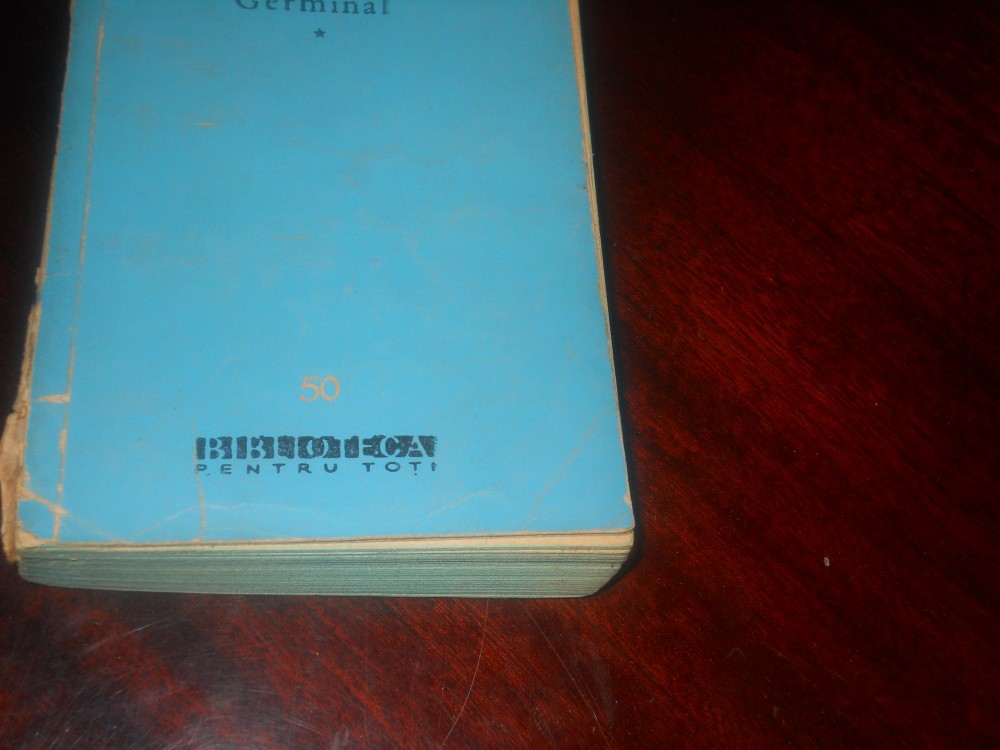 Germinal
*
50
BIBLIOTECA
PENTRU TOȚI